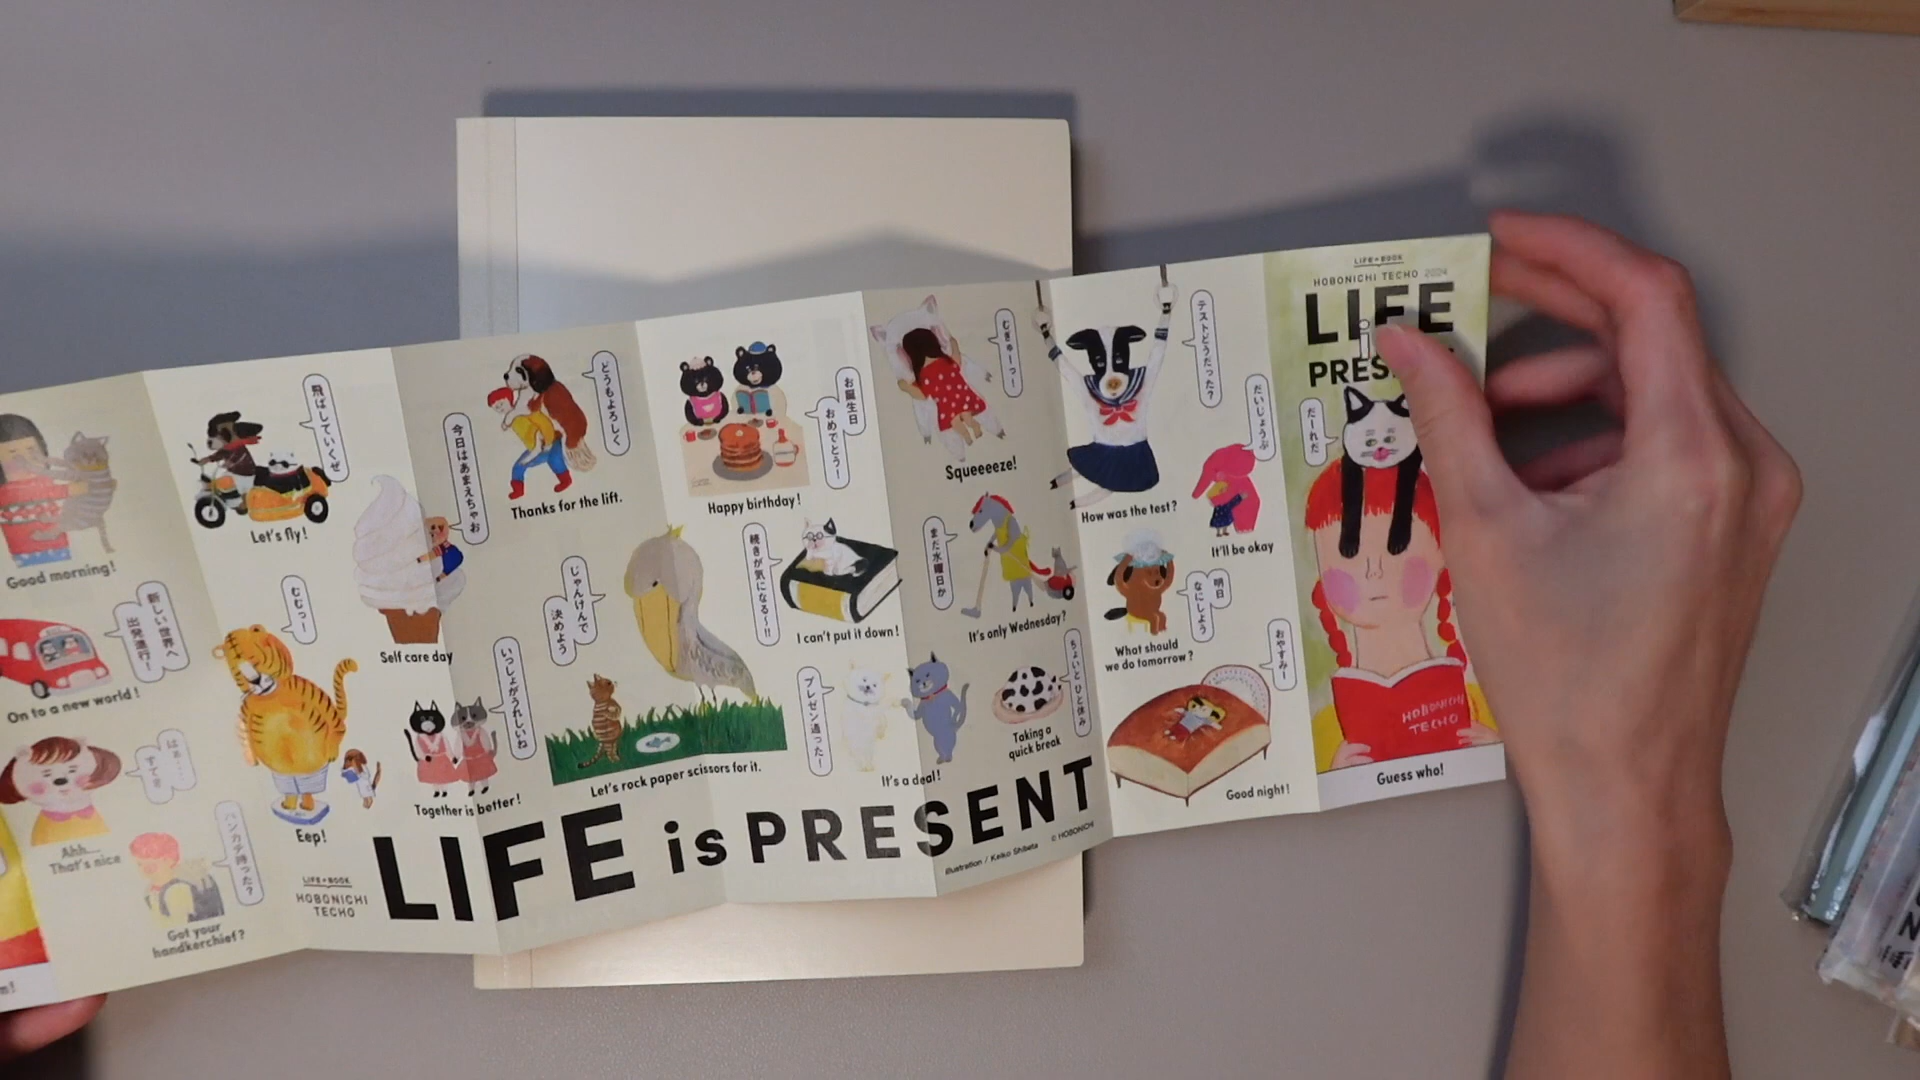 Good morning!
新しい世界へ
出発進行!
On to a new world!
はぁ……
すてき
Ahh...
That's nice
ハンカチ持った?
Got your
handkerchief?
m!
飛ばしていくぜ
Let's fly!
むむっ!
Eep!
今日はあまえちゃお
Self care day
いっしょがうれしいね
Together is better!
どうもよろしく
Thanks for the lift.
じゃんけんで
決めよう
Let's rock paper scissors for it.
お誕生日
おめでとう!
Happy birthday!
続きが気になる〜!!
I can't put it down!
プレゼン通った!
It's a deal!
むぎゅーっ!
Squeeeeze!
まだ水曜日か
It's only Wednesday?
ちょいとひと休み
Taking a
quick break
テストどうだった?
How was the test?
だいじょうぶ
It'll be okay
明日
なにしよう
What should
we do tomorrow?
おやすみー
Good night!
LIFE=BOOK
HOBONICHI
TECHO
LIFE is PRESENT
Illustration / Keiko Shibata © HOBONICHI
LIFE=BOOK
HOBONICHI TECHO 2024
LIFE
PRES
だーれだ
HOBONICHI
TECHO
Guess who!